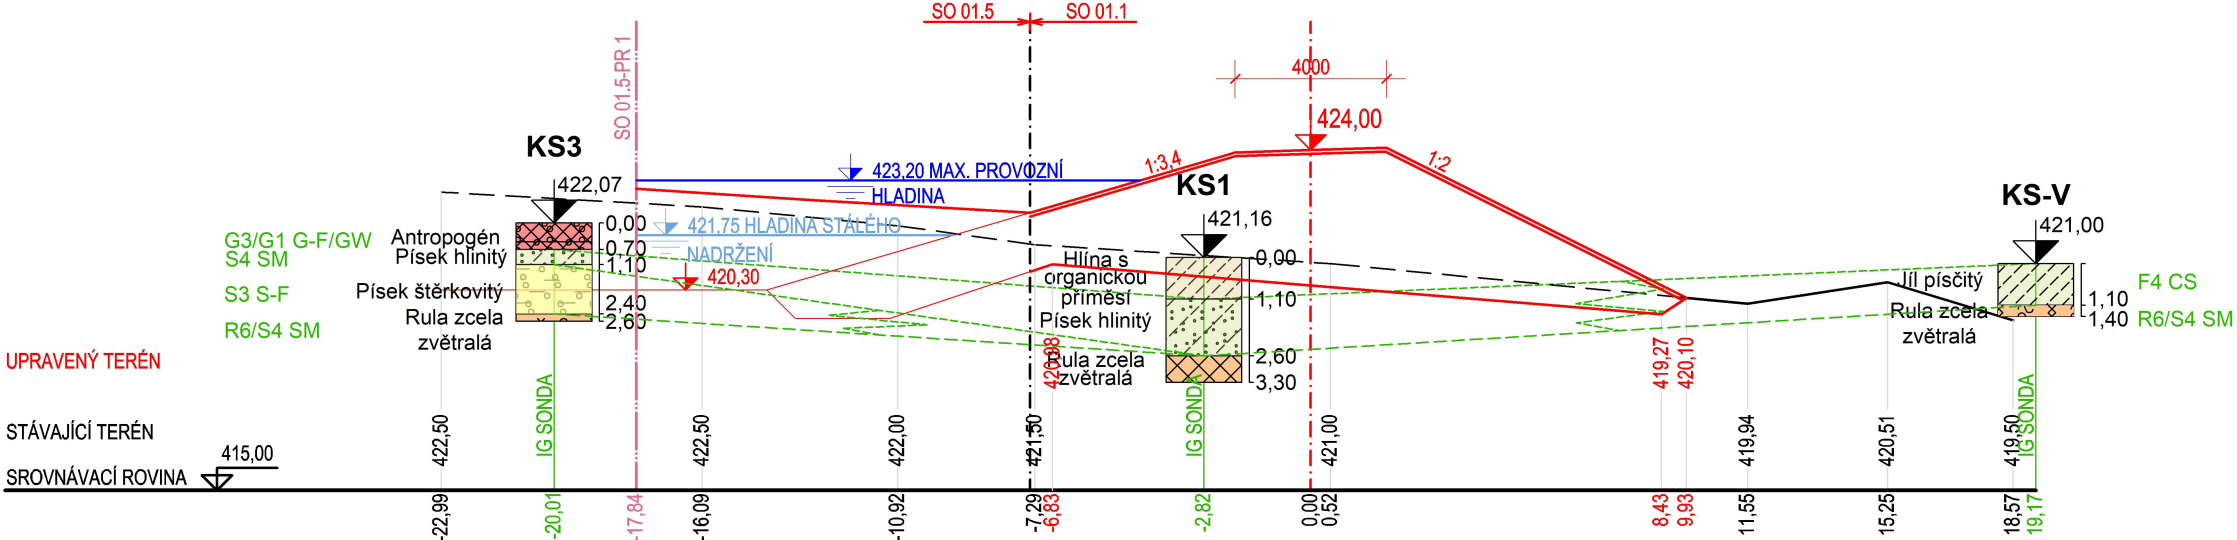 SO 01.5
SO 01.1
SO 01.5-PR 1
4000
424,00
KS3
422,07
423,20 MAX. PROVOZNÍ
HLADINA
1:3,4
1:2
KS1
421,16
KS-V
421,00
421,75 HLADINA STÁLÉHO
NADRŽENÍ
420,30
G3/G1 G-F/GW
S4 SM
S3 S-F
R6/S4 SM
Antropogén
Písek hlinitý
Písek štěrkovitý
Rula zcela
zvětralá
0,00
0,70
1,10
2,40
2,60
Hlína s
organickou
příměsí
Písek hlinitý
Rula zcela
zvětralá
0,00
1,10
2,60
3,30
Jíl písčitý
Rula zcela
zvětralá
1,10
1,40
F4 CS
R6/S4 SM
UPRAVENÝ TERÉN
420,98
419,27
420,10
STÁVAJÍCÍ TERÉN
422,50
IG SONDA
422,50
422,00
421,50
IG SONDA
421,00
419,94
420,51
419,50
IG SONDA
SROVNÁVACÍ ROVINA
415,00
-22,99
-20,01
-17,84
-16,09
-10,92
-7,29
-6,83
-2,82
0,00
0,52
8,43
9,93
11,55
15,25
18,57
19,17